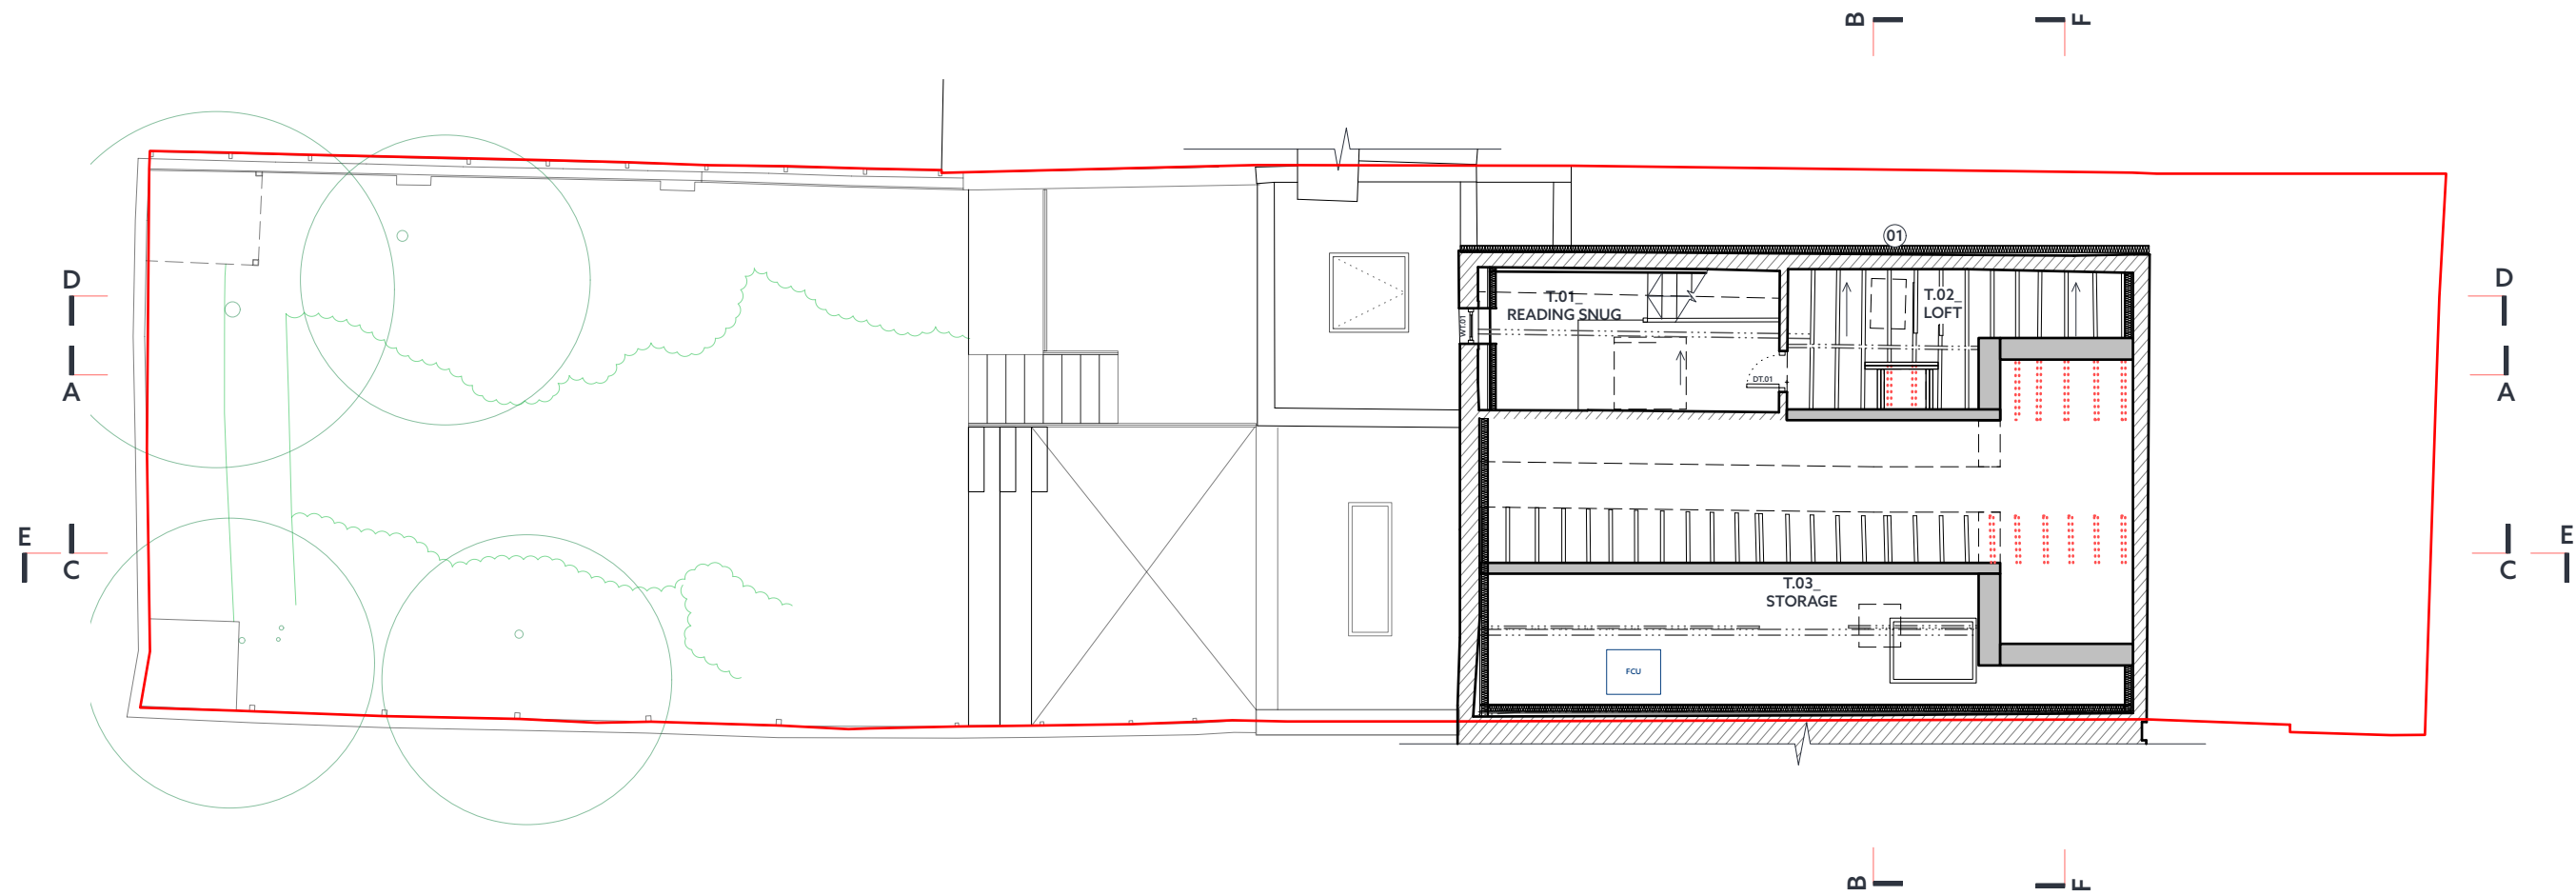 B
F
01
D
D
T.01_
READING SNUG
T.02_
LOFT
WT.01
DT.01
A
A
E
C
C
E
T.03_
STORAGE
FCU
B
F